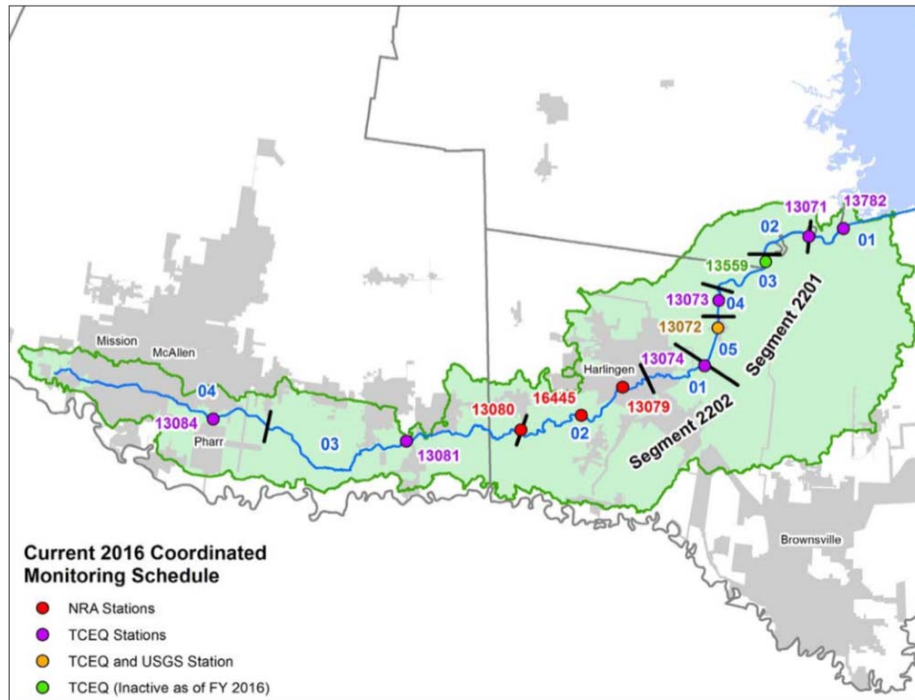 13071
13782
02
01
13559
03
13073
04
Segment 2201
13072
05
Mission
McAllen
Harlingen
13074
01
16445
13079
Segment 2202
04
13080
02
13084
Pharr
03
13081
Brownsville
Current 2016 Coordinated
Monitoring Schedule
NRA Stations
TCEQ Stations
TCEQ and USGS Station
TCEQ (Inactive as of FY 2016)